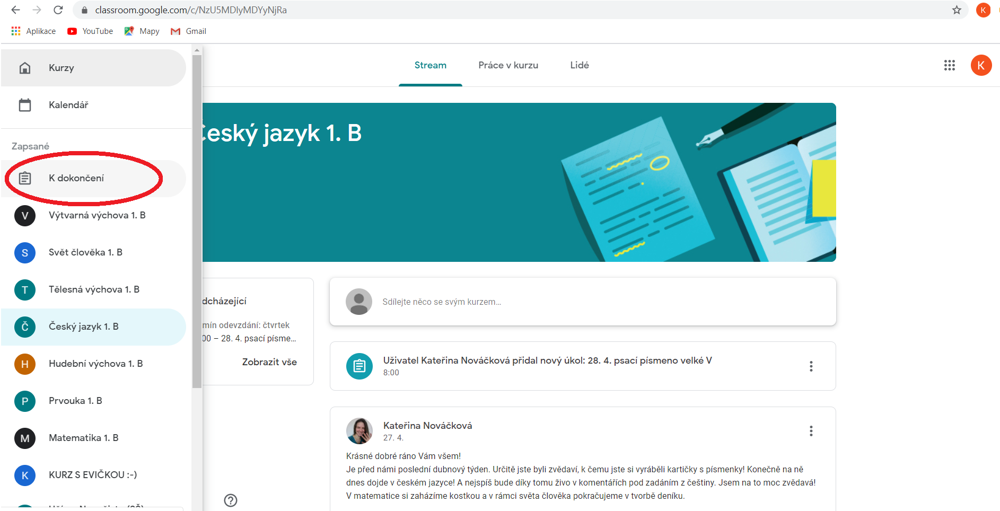 classroom.google.com/c/NzU5MDIyMDYyNjRa
K
Aplikace
YouTube
Mapy
Gmail
Kurzy
Kalendář
Zapsané
K dokončení
V Výtvarná výchova 1. B
S Svět člověka 1. B
T Tělesná výchova 1. B
Č Český jazyk 1. B
H Hudební výchova 1. B
P Prvouka 1. B
M Matematika 1. B
K KURZ S EVIČKOU :-)
Stream
Práce v kurzu
Lidé
K
Český jazyk 1. B
dcházející
mín odevzdání: čtvrtek
00 – 28. 4. psací písme...
Zobrazit vše
Sdílejte něco se svým kurzem...
Uživatel Kateřina Nováčková přidal nový úkol: 28. 4. psací písmeno velké V
8:00
Kateřina Nováčková
27. 4.
Krásné dobré ráno Vám všem!
Je před námi poslední dubnový týden. Určitě jste byli zvědaví, k čemu jste si vyráběli kartičky s písmenky! Konečně na ně
dnes dojde v českém jazyce! A nejspíš bude díky tomu živo v komentářích pod zadáním z češtiny. Jsem na to moc zvědavá!
V matematice si zaházíme kostkou a v rámci světa člověka pokračujeme v tvorbě deníku.